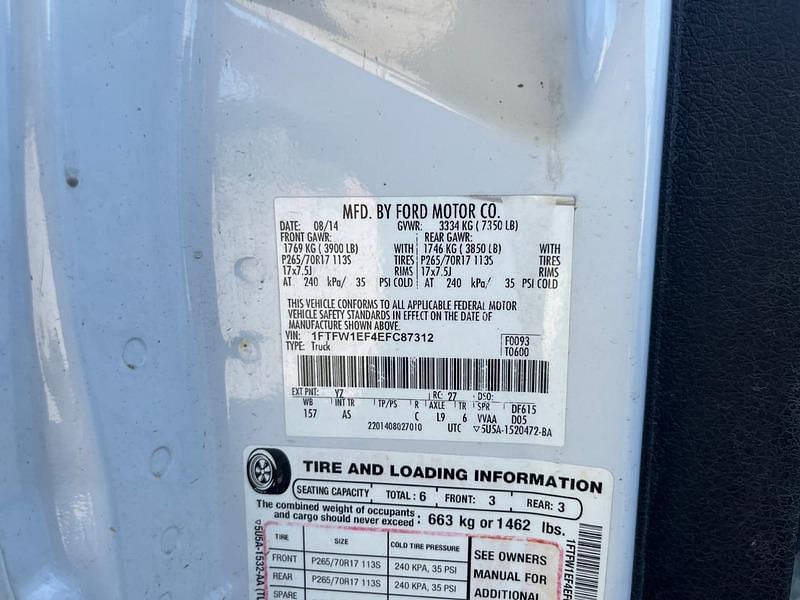 MFD. BY FORD MOTOR CO.
DATE: 08/14 GVWR: 3334 KG ( 7350 LB)
FRONT GAWR: REAR GAWR:
1769 KG ( 3900 LB) WITH 1746 KG ( 3850 LB) WITH
P265/70R17 113S TIRES P265/70R17 113S TIRES
17x7.5J RIMS 17x7.5J RIMS
AT 240 kPa/ 35 PSI COLD AT 240 kPa/ 35 PSI COLD
THIS VEHICLE CONFORMS TO ALL APPLICABLE FEDERAL MOTOR
VEHICLE SAFETY STANDARDS IN EFFECT ON THE DATE OF
MANUFACTURE SHOWN ABOVE.
VIN: 1FTFW1EF4EFC87312 F0093
TYPE: Truck T0600
EXT PNT: YZ RC: 27 DSO:
WB INT TR TP/PS R AXLE TR SPR DF615
157 AS C L9 6 VVAA D05
2201408027010 UTC ▽5U5A-1520472-BA
TIRE AND LOADING INFORMATION
SEATING CAPACITY TOTAL : 6 FRONT: 3 REAR: 3
The combined weight of occupants
and cargo should never exceed : 663 kg or 1462 lbs.
TIRE SIZE COLD TIRE PRESSURE SEE OWNERS
FRONT P265/70R17 113S 240 KPA, 35 PSI MANUAL FOR
REAR P265/70R17 113S 240 KPA, 35 PSI ADDITIONAL
SPARE
▽5U5A-1532-AA
1FTFW1EF4EF